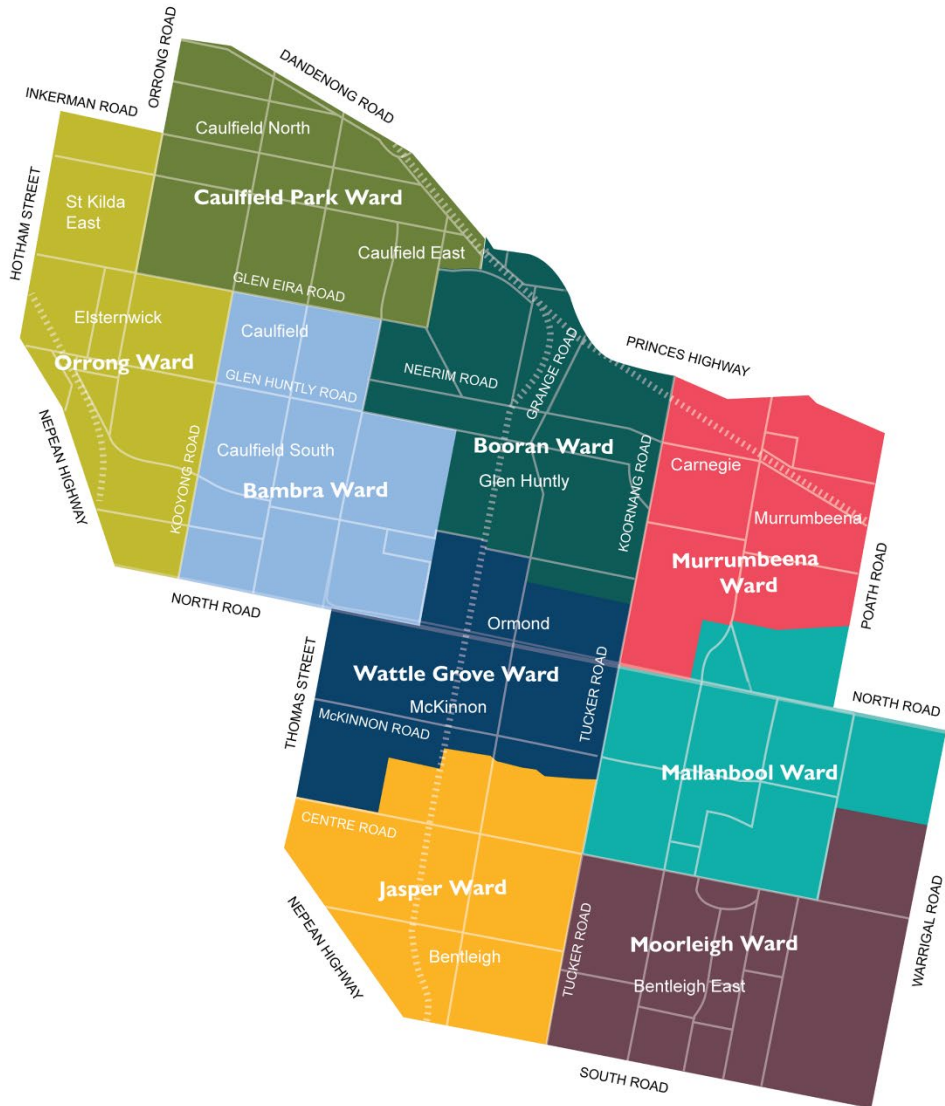 ORRONG ROAD
DANDENONG ROAD
INKERMAN ROAD
Caulfield North
HOTHAM STREET
St Kilda
East
Caulfield Park Ward
Caulfield East
GLEN EIRA ROAD
Elsternwick
Caulfield
Orrong Ward
GLEN HUNTLY ROAD
NEERIM ROAD
GRANGE ROAD
PRINCES HIGHWAY
NEPEAN HIGHWAY
KOOYONG ROAD
Caulfield South
Bambra Ward
Booran Ward
Glen Huntly
KOORNANG ROAD
Carnegie
Murrumbeena
Murrumbeena
Ward
POATH ROAD
NORTH ROAD
Ormond
THOMAS STREET
Wattle Grove Ward
McKinnon
TUCKER ROAD
McKINNON ROAD
NORTH ROAD
Mallanbool Ward
CENTRE ROAD
Jasper Ward
NEPEAN HIGHWAY
Bentleigh
TUCKER ROAD
Moorleigh Ward
Bentleigh East
WARRIGAL ROAD
SOUTH ROAD